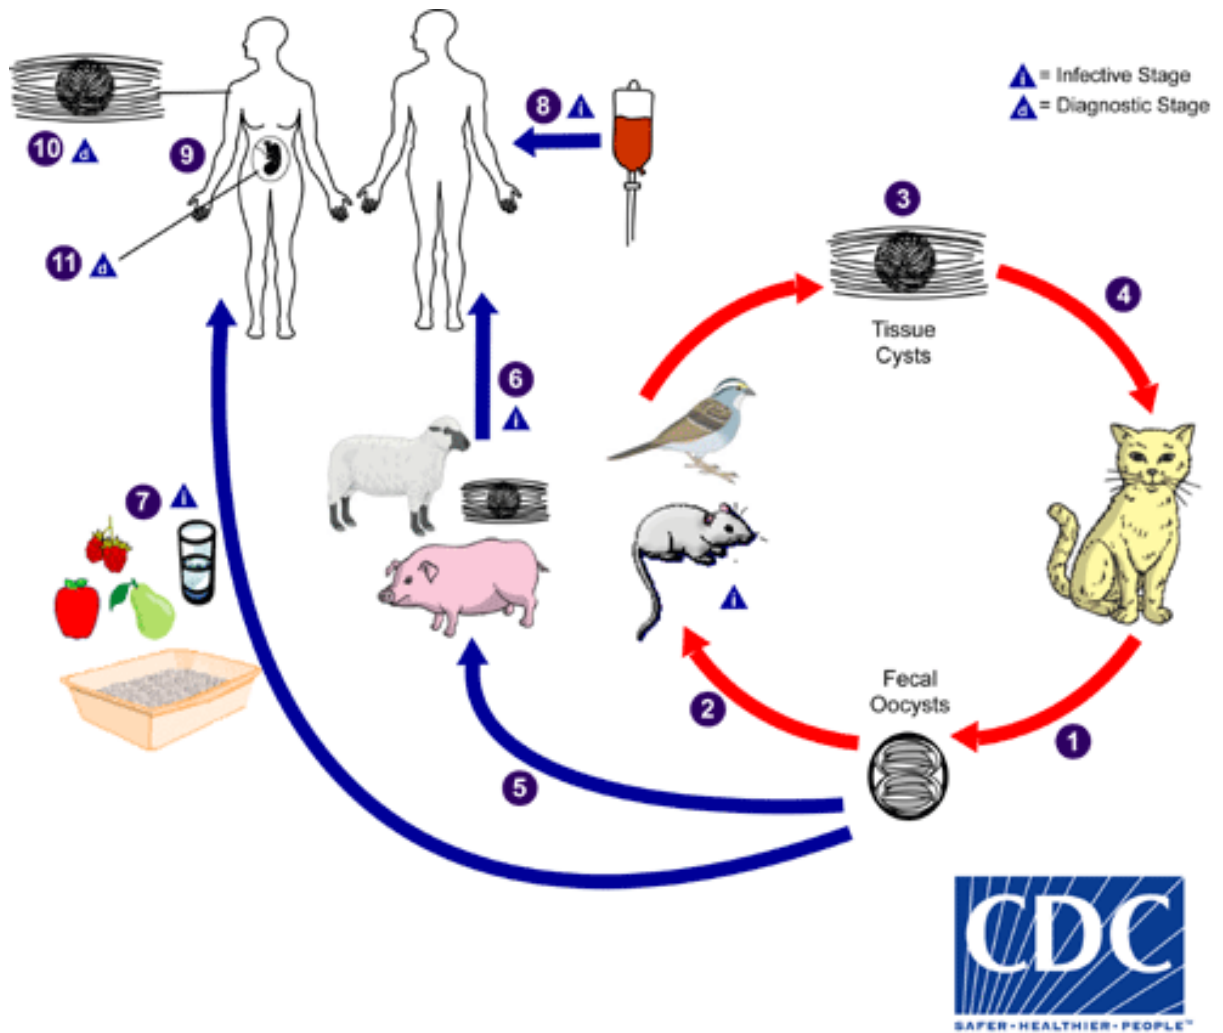 i = Infective Stage
d = Diagnostic Stage
10 d
9
8 i
11 d
3
Tissue
Cysts
4
6
i
7 i
i
Fecal
Oocysts
2
1
5
CDC
SAFER·HEALTHIER·PEOPLE™